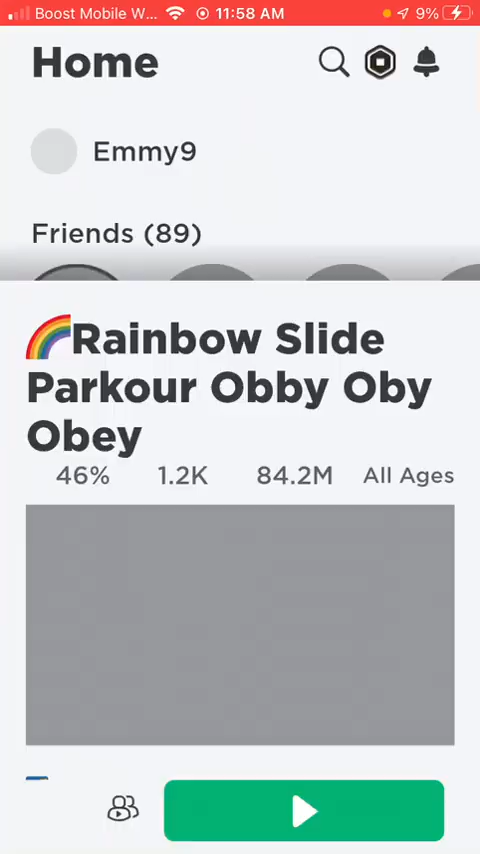 Boost Mobile W... 11:58 AM 9%
Home
Emmy9
Friends (89)
🌈Rainbow Slide
Parkour Obby Oby
Obey
46% 1.2K 84.2M All Ages